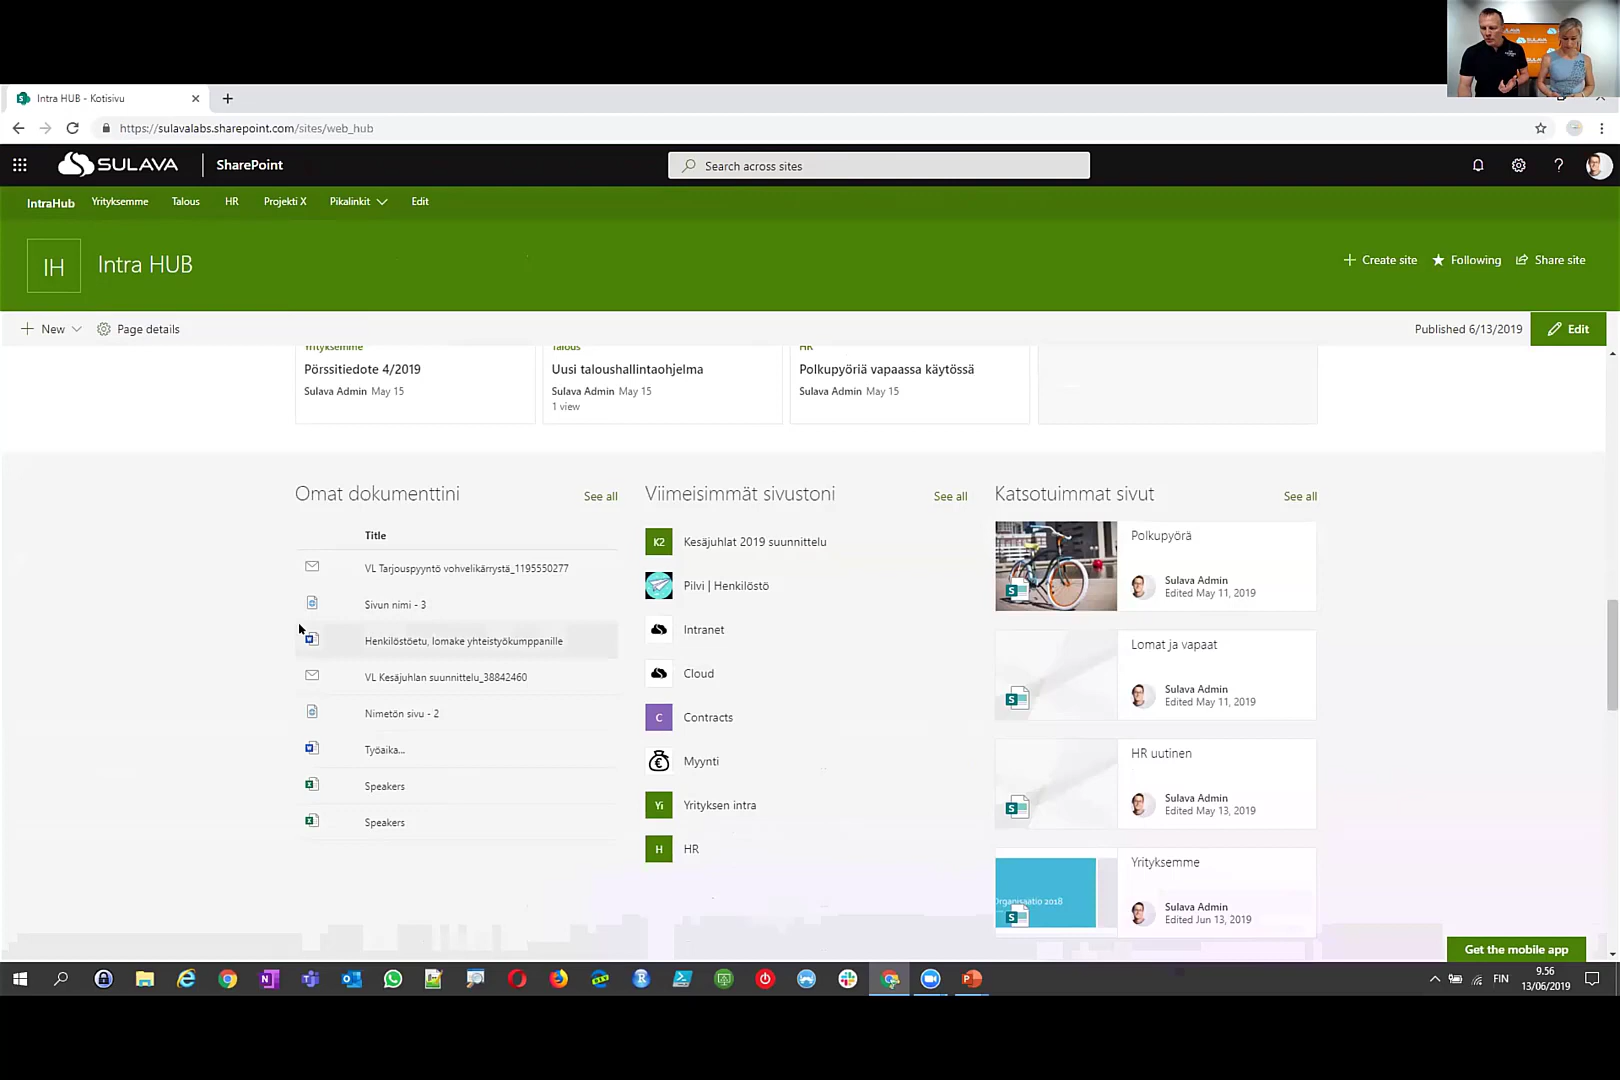 SULAVA
Intra HUB - Kotisivu
https://sulavalabs.sharepoint.com/sites/web_hub
SULAVA
SharePoint
Search across sites
IntraHub
Yrityksemme
Talous
HR
Projekti X
Pikalinkit
Edit
IH
Intra HUB
Create site
Following
Share site
New
Page details
Published 6/13/2019
Edit
Yrityksemme
Talous
HR
Pörssitiedote 4/2019
Uusi taloushallintaohjelma
Polkupyöriä vapaassa käytössä
Sulava Admin May 15
Sulava Admin May 15
Sulava Admin May 15
1 view
Omat dokumenttini
See all
Title
VL Tarjouspyyntö vohvelikärrystä_1195550277
Sivun nimi - 3
Henkilöstöetu, lomake yhteistyökumppanille
VL Kesäjuhlan suunnittelu_38842460
Nimetön sivu - 2
Työaika...
Speakers
Speakers
Viimeisimmät sivustoni
See all
K2
Kesäjuhlat 2019 suunnittelu
Pilvi | Henkilöstö
Intranet
Cloud
C
Contracts
Myynti
Yi
Yrityksen intra
H
HR
Katsotuimmat sivut
See all
Polkupyörä
Sulava Admin
Edited May 11, 2019
Lomat ja vapaat
Sulava Admin
Edited May 11, 2019
HR uutinen
Sulava Admin
Edited May 13, 2019
Organisaatio 2018
Yrityksemme
Sulava Admin
Edited Jun 13, 2019
Get the mobile app
FIN
9.56
13/06/2019